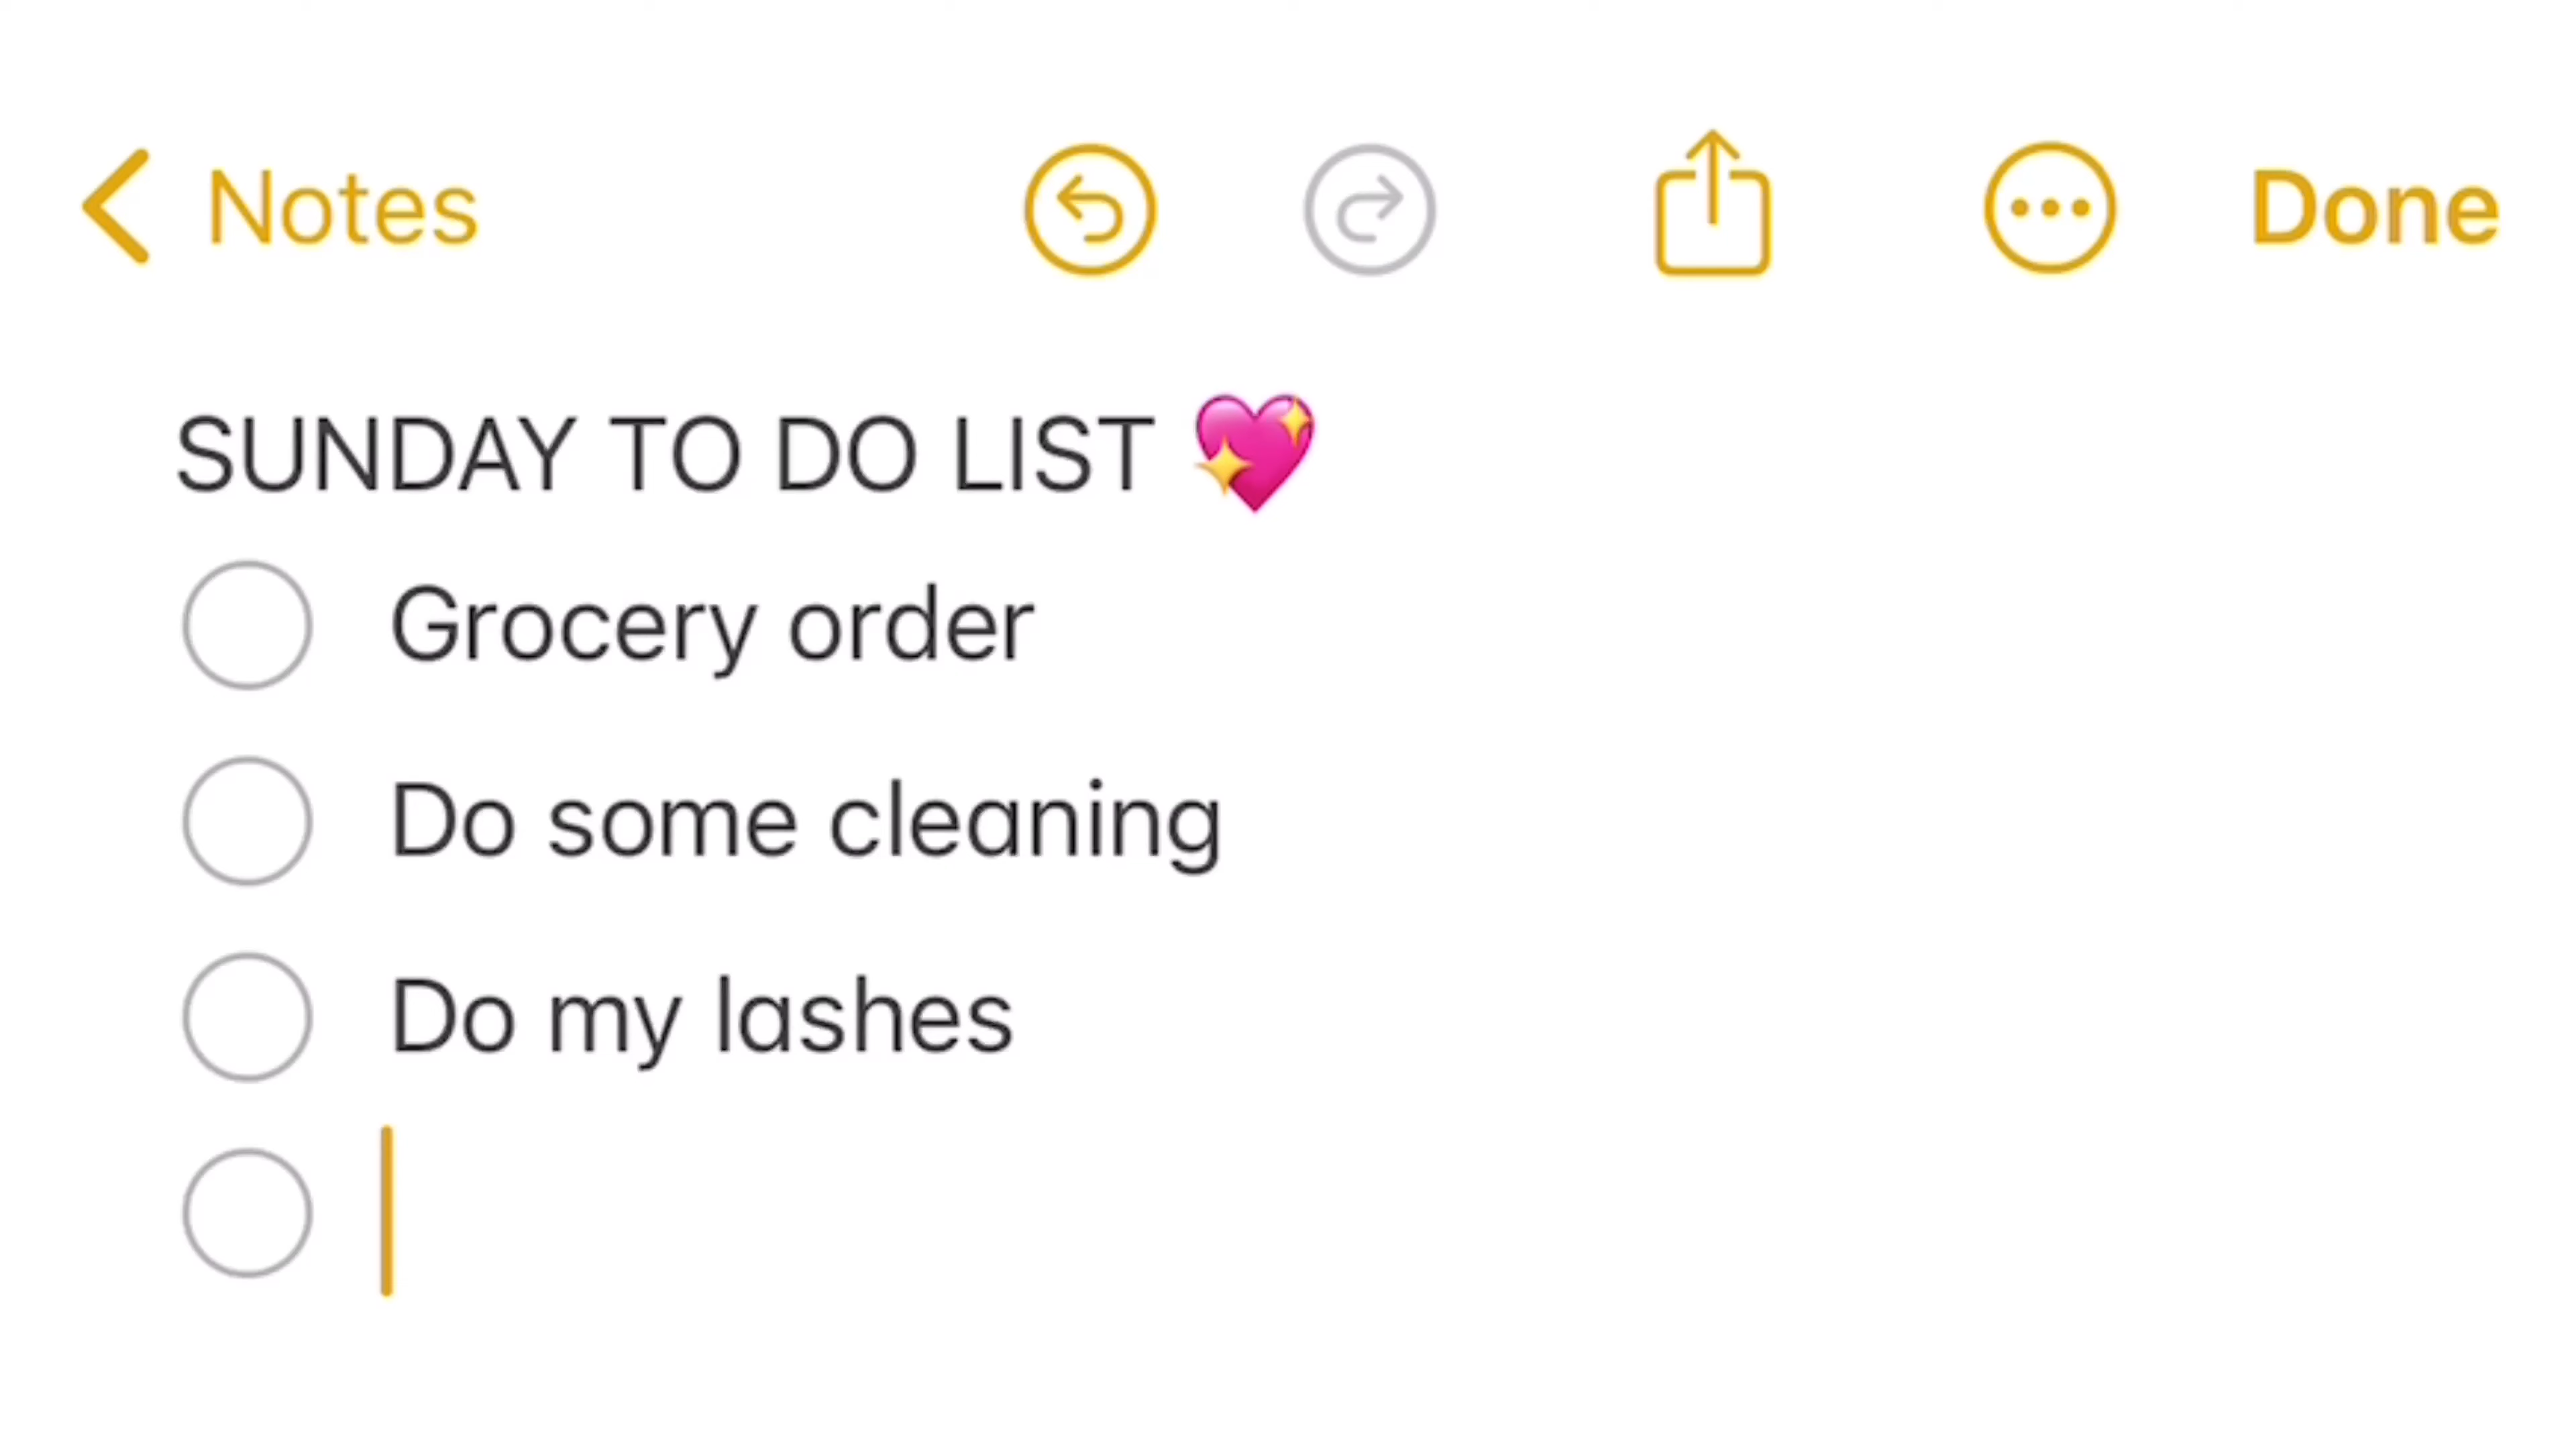 Notes Done
SUNDAY TO DO LIST 💖
Grocery order
Do some cleaning
Do my lashes